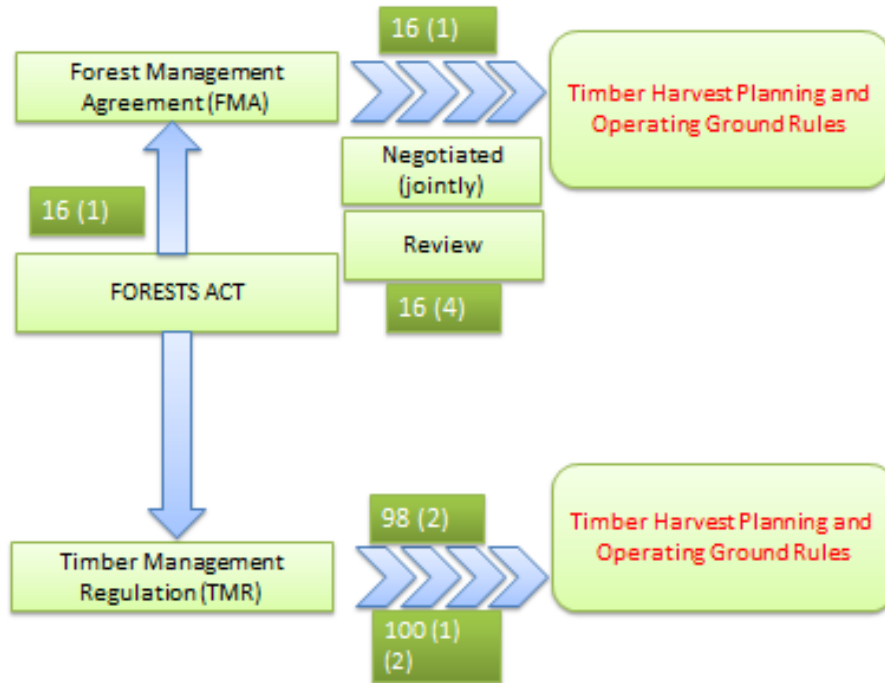 16 (1)
Forest Management
Agreement (FMA)
Timber Harvest Planning and
Operating Ground Rules
Negotiated
(jointly)
16 (1)
Review
FORESTS ACT
16 (4)
98 (2)
Timber Harvest Planning and
Operating Ground Rules
Timber Management
Regulation (TMR)
100 (1)
(2)